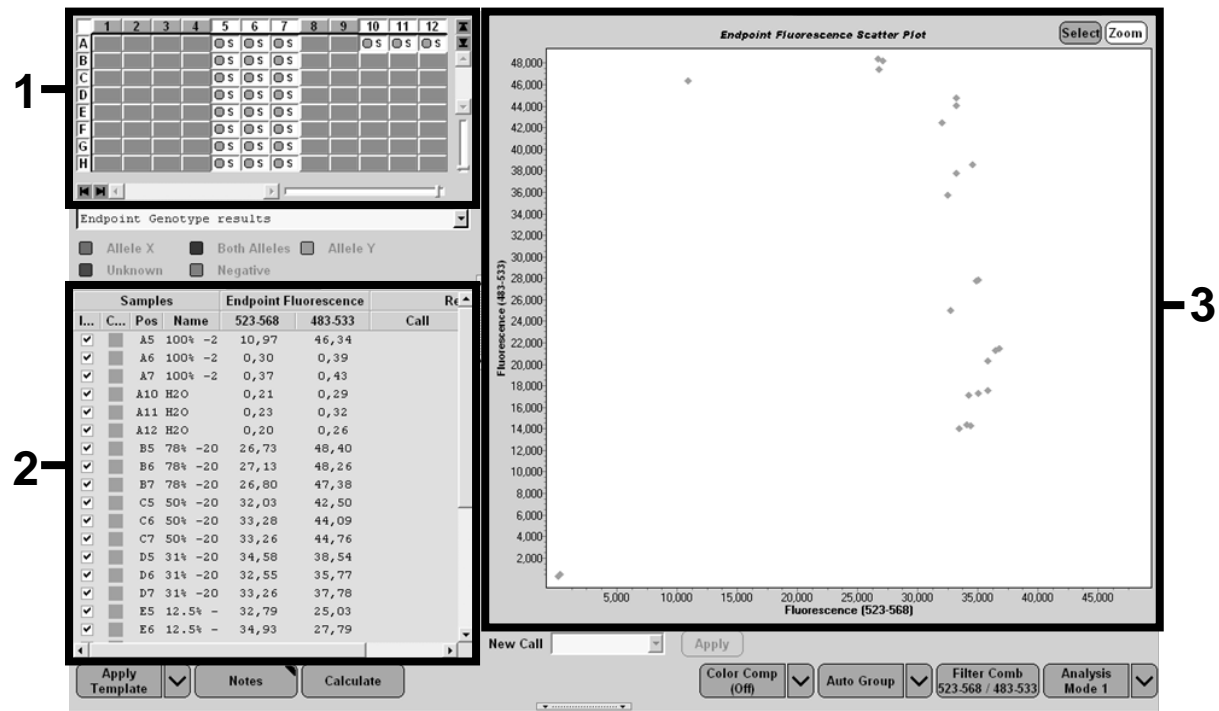 1 2 3 4 5 6 7 8 9 10 11 12
A S S S S S S
B S S S
C S S S
D S S S
E S S S
F S S S
G S S S
H S S S
1
Endpoint Genotype results
Allele X Both Alleles Allele Y
Unknown Negative
Samples Endpoint Fluorescence Re
I... C... Pos Name 523-568 483-533 Call
A5 100% -2 10,97 46,34
A6 100% -2 0,30 0,39
A7 100% -2 0,37 0,43
A10 H2O 0,21 0,29
A11 H2O 0,23 0,32
A12 H2O 0,20 0,26
B5 78% -20 26,73 48,40
B6 78% -20 27,13 48,26
B7 78% -20 26,80 47,38
C5 50% -20 32,03 42,50
C6 50% -20 33,28 44,09
C7 50% -20 33,26 44,76
D5 31% -20 34,58 38,54
D6 31% -20 32,55 35,77
D7 31% -20 33,26 37,78
E5 12.5% - 32,79 25,03
E6 12.5% - 34,93 27,79
2
Endpoint Fluorescence Scatter Plot
Select Zoom
48,000
46,000
44,000
42,000
40,000
38,000
36,000
34,000
32,000
30,000
28,000
26,000
24,000
22,000
20,000
18,000
16,000
14,000
12,000
10,000
8,000
6,000
4,000
2,000
Fluorescence (483-533)
5,000 10,000 15,000 20,000 25,000 30,000 35,000 40,000 45,000
Fluorescence (523-568)
3
New Call Apply
Apply Template
Notes
Calculate
Color Comp (Off)
Auto Group
Filter Comb 523-568 / 483-533
Analysis Mode 1